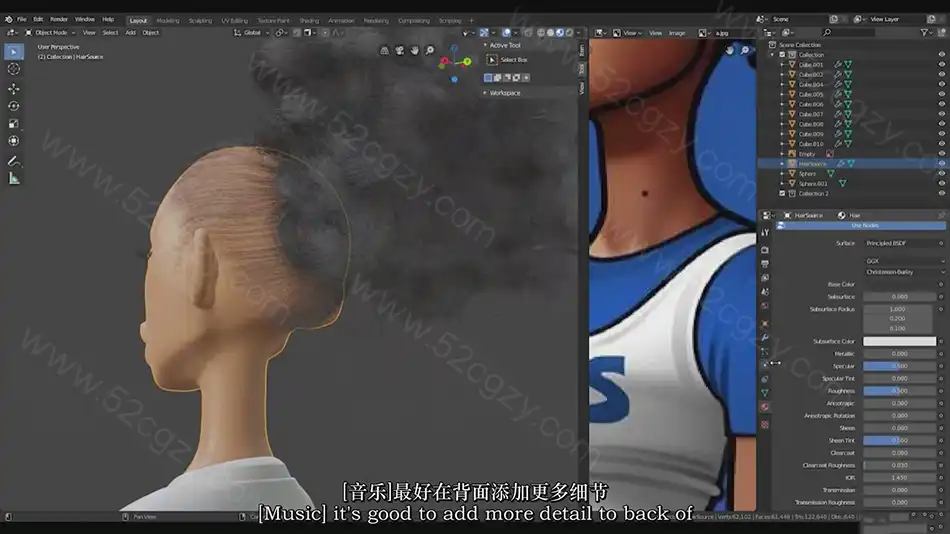 File Edit Render Window Help Layout Modeling Sculpting UV Editing Texture Paint Shading Animation Rendering Compositing Scripting + Scene View Layer
Object Mode View Select Add Object Global View View Image a.jpg
User Perspective
(2) Collection | HairSource
Active Tool
Select Box
Workspace
Item
Tool
View
Scene Collection
Collection
Cube.001
Cube.002
Cube.004
Cube.005
Cube.006
Cube.007
Cube.008
Cube.009
Cube.010
Empty
HairSource
Sphere
Sphere.001
Collection 2
HairSource Hair
Use Nodes
Surface Principled BSDF
GGX
Christensen-Burley
Base Color
Subsurface 0.000
Subsurface Radius 1.000
0.200
0.100
Subsurface Color
Metallic 0.000
Specular 0.500
Specular Tint 0.000
Roughness 0.500
Anisotropic 0.000
Anisotropic Rotation 0.000
Sheen 0.000
Sheen Tint 0.500
Clearcoat 0.000
Clearcoat Roughness 0.030
IOR 1.450
Transmission 0.000
Transmission Roughness 0.000
S
www.52cgzy.com
[音乐]最好在背面添加更多细节
[Music] it's good to add more detail to back of
Pan View